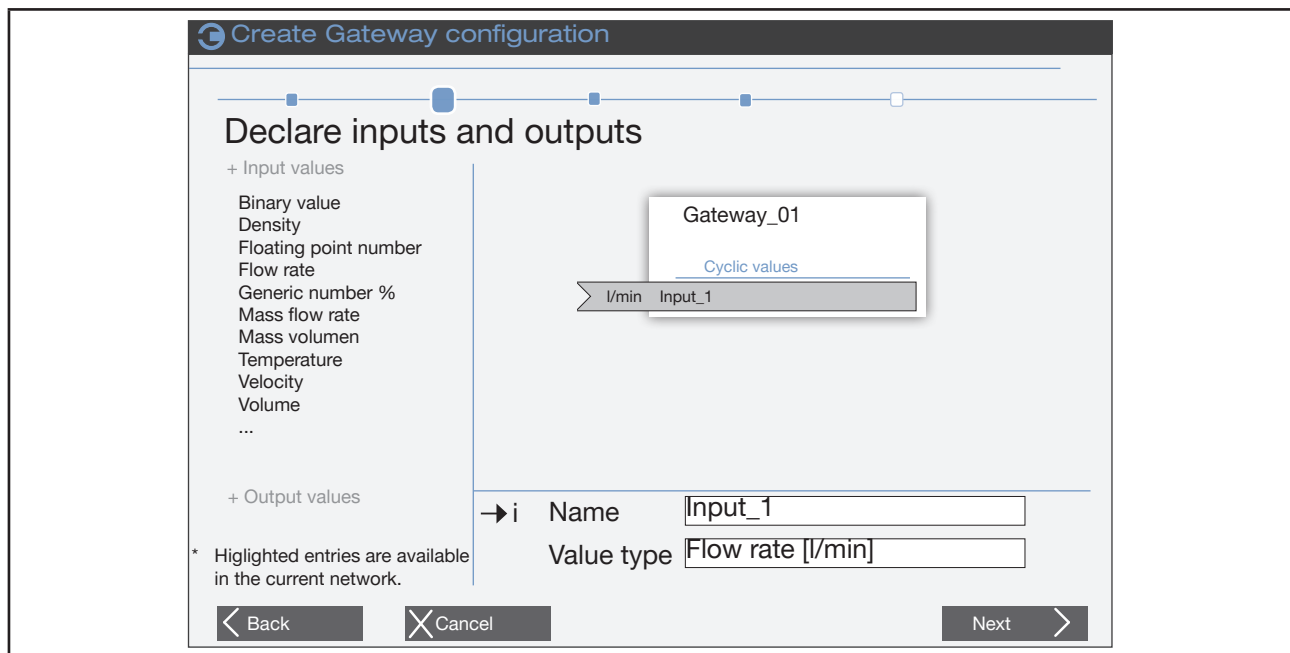 Create Gateway configuration
Declare inputs and outputs
+ Input values
Binary value
Density
Floating point number
Flow rate
Generic number %
Mass flow rate
Mass volumen
Temperature
Velocity
Volume
...
+ Output values
* Higlighted entries are available
in the current network.
Gateway_01
Cyclic values
l/min Input_1
i Name Input_1
Value type Flow rate [l/min]
Back
Cancel
Next